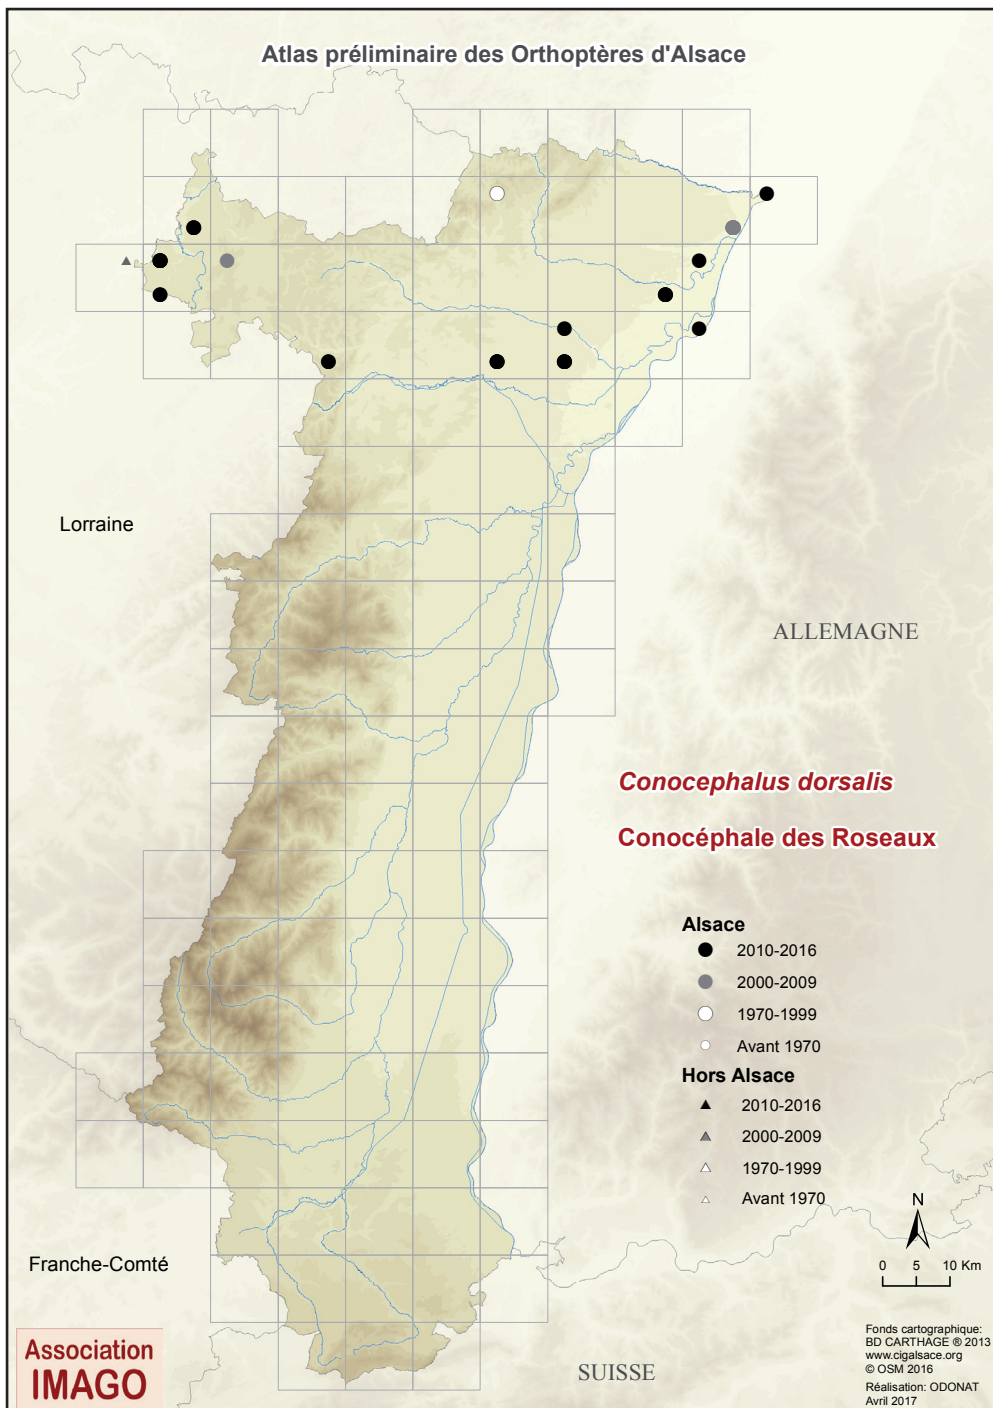 Atlas préliminaire des Orthoptères d'Alsace
Lorraine
ALLEMAGNE
Conocephalus dorsalis
Conocéphale des Roseaux
Alsace
2010-2016
2000-2009
1970-1999
Avant 1970
Hors Alsace
2010-2016
2000-2009
1970-1999
Avant 1970
N
0 5 10 Km
Franche-Comté
SUISSE
Association
IMAGO
Fonds cartographique:
BD CARTHAGE ® 2013
www.cigalsace.org
© OSM 2016
Réalisation: ODONAT
Avril 2017